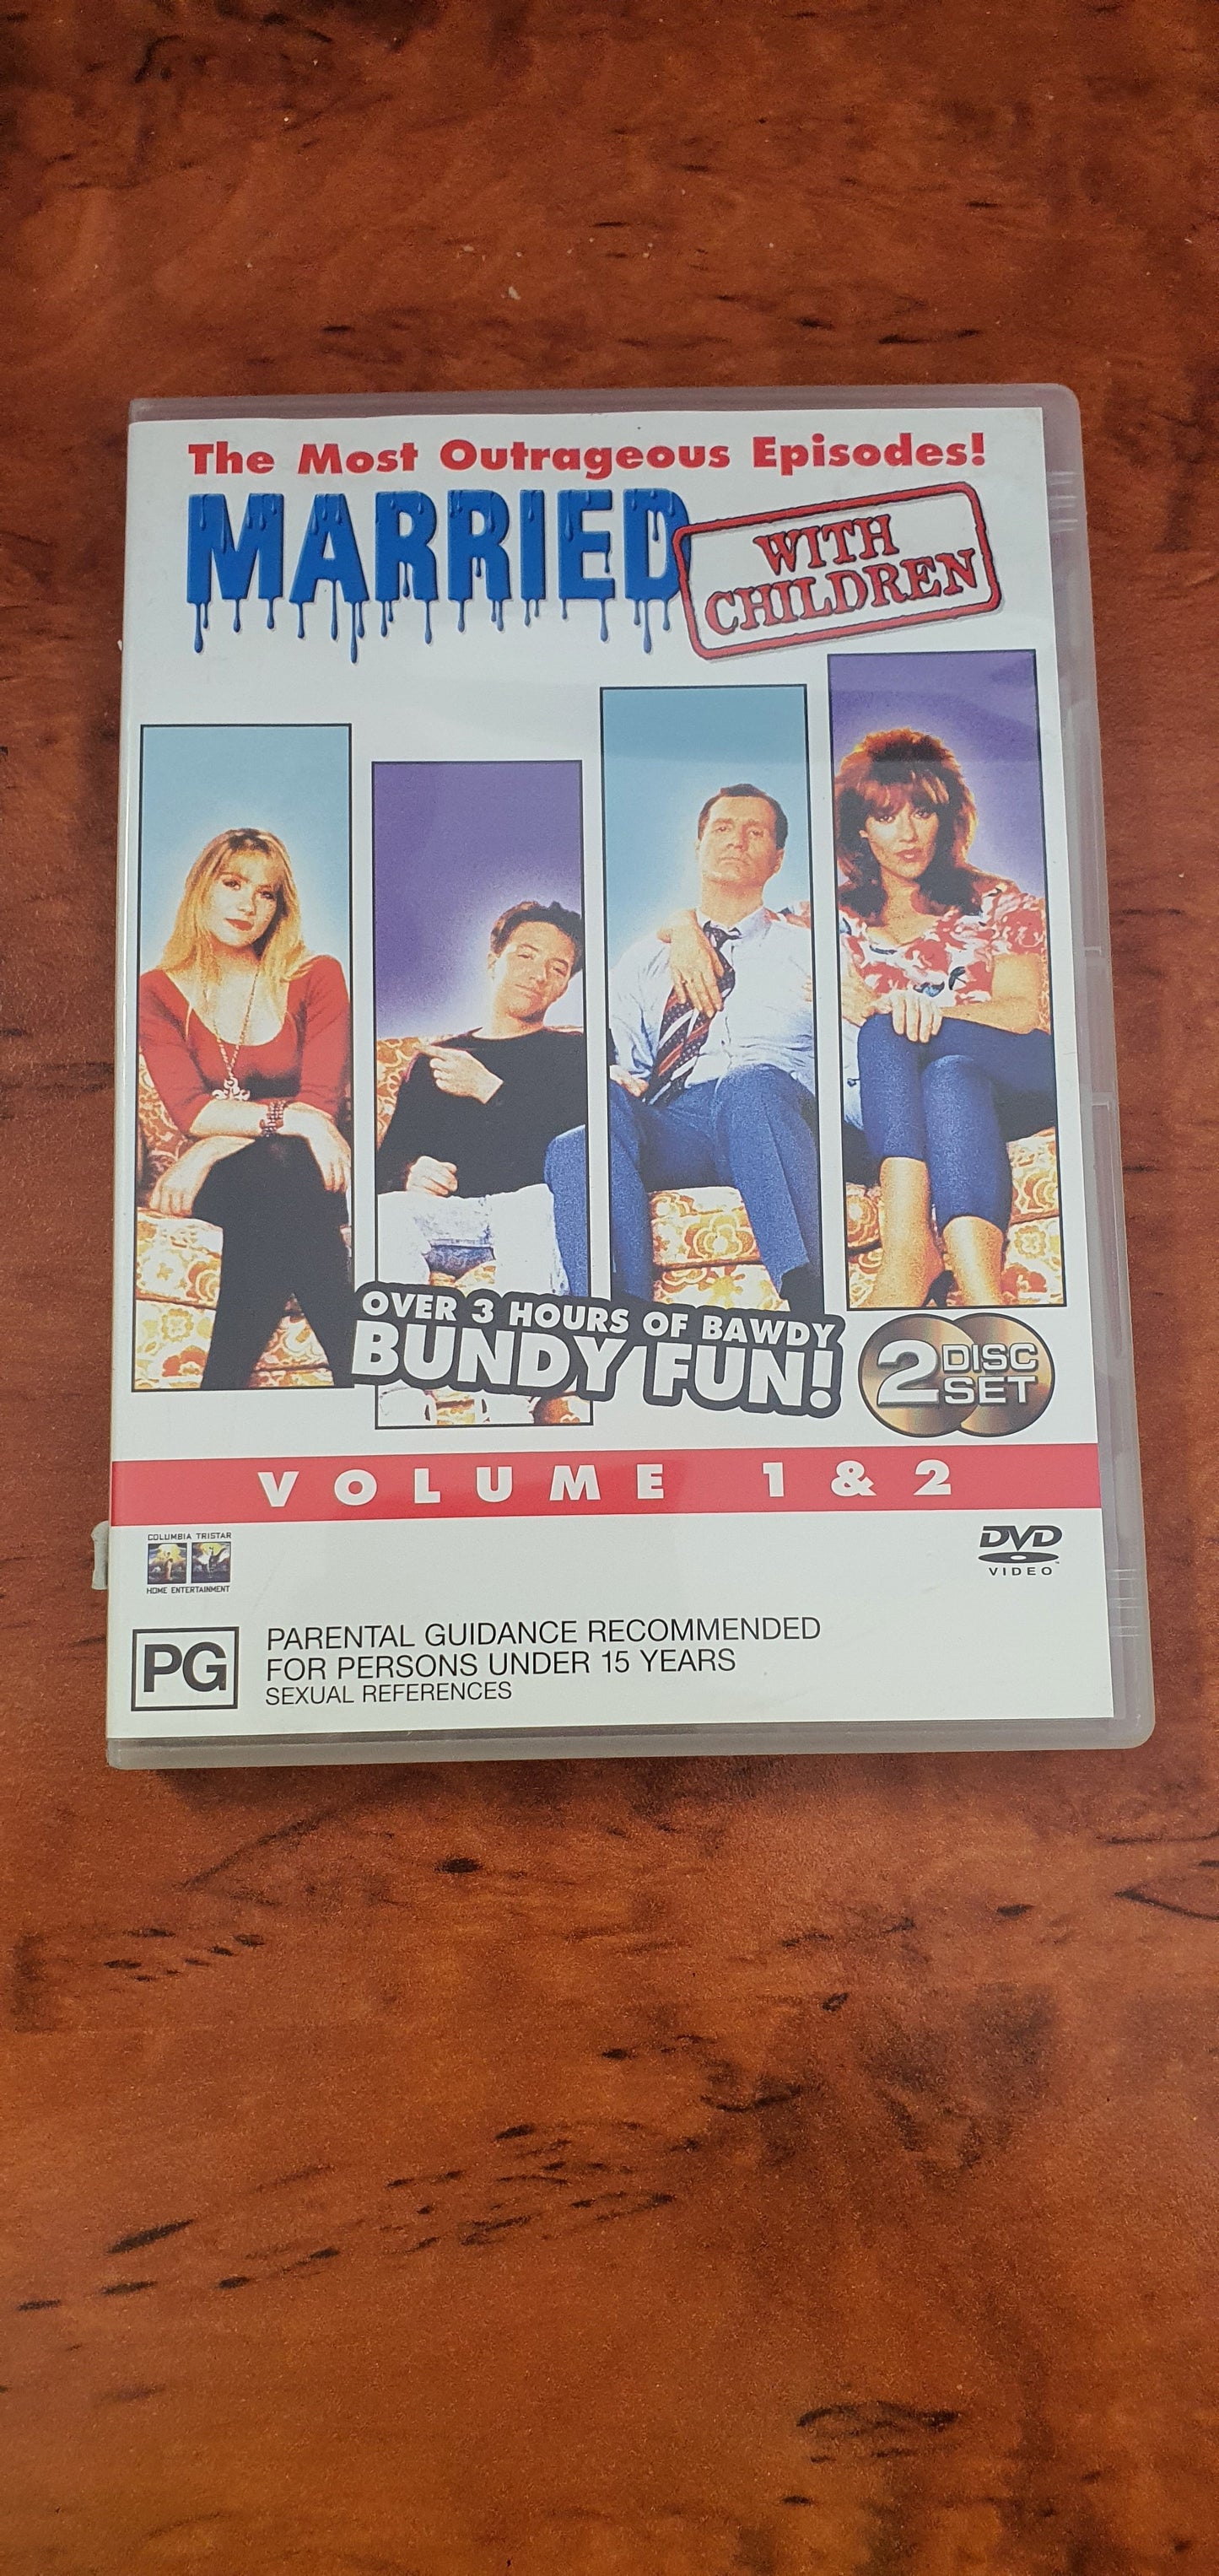 The Most Outrageous Episodes!
MARRIED
WITH
CHILDREN
OVER 3 HOURS OF BAWDY
BUNDY FUN!
2 DISC
SET
VOLUME 1 & 2
COLUMBIA TRISTAR
HOME ENTERTAINMENT
DVD
VIDEO
PG
PARENTAL GUIDANCE RECOMMENDED
FOR PERSONS UNDER 15 YEARS
SEXUAL REFERENCES